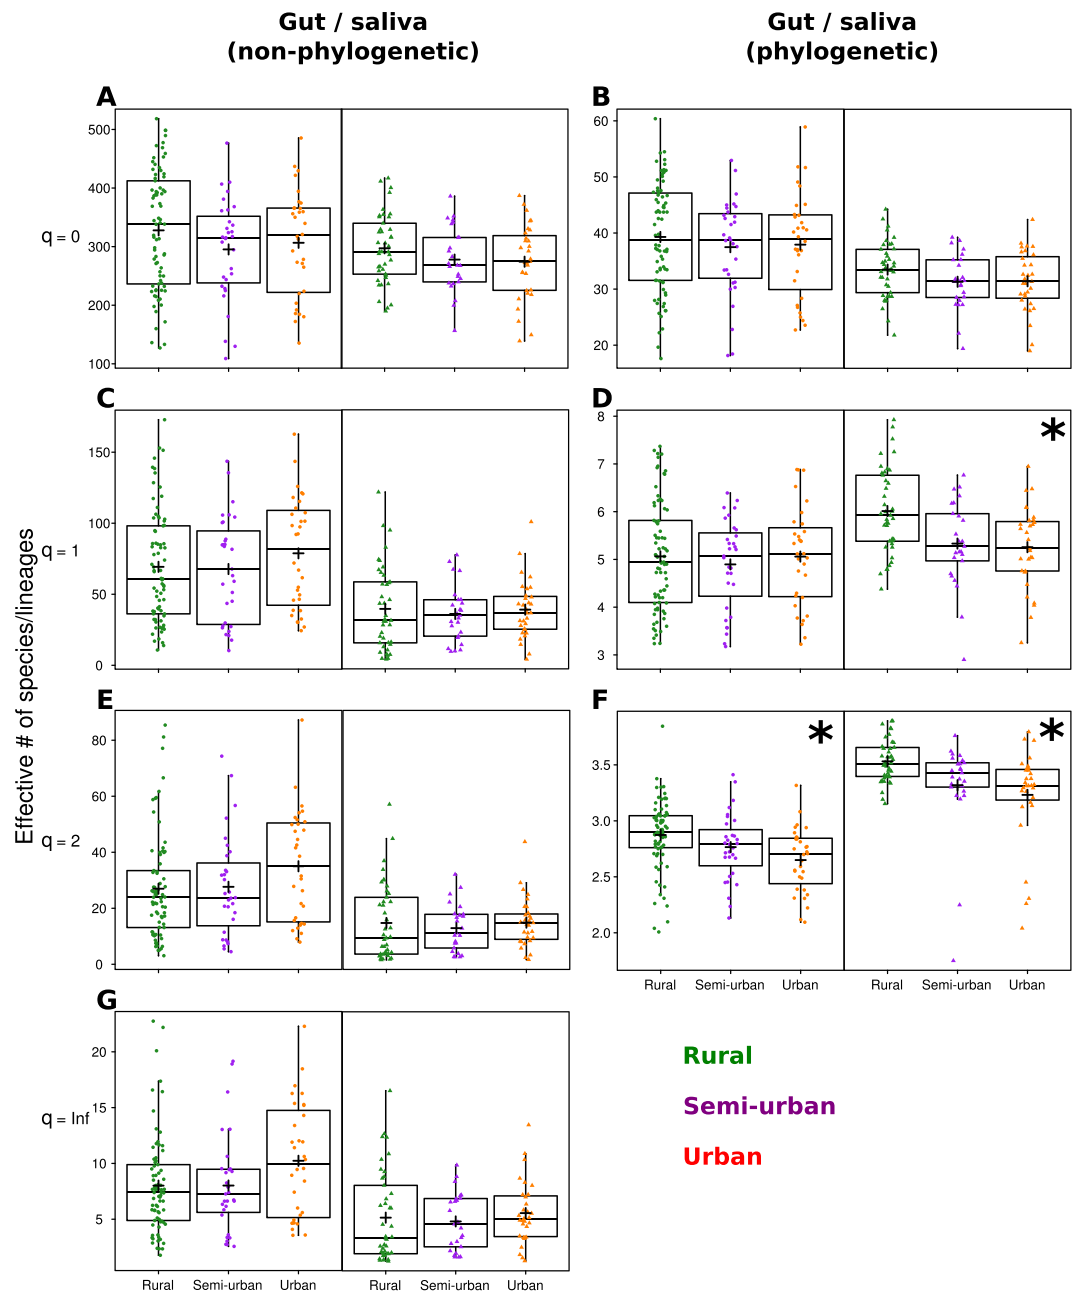 Gut / saliva
(non-phylogenetic)
Gut / saliva
(phylogenetic)
Effective # of species/lineages
A
q = 0
500
400
300
200
100
B
60
50
40
30
20
C
q = 1
150
100
50
0
D
8
7
6
5
4
3
*
E
q = 2
80
60
40
20
0
F
3.5
3.0
2.5
2.0
*
*
Rural Semi-urban Urban Rural Semi-urban Urban
G
q = Inf
20
15
10
5
Rural Semi-urban Urban Rural Semi-urban Urban
Rural
Semi-urban
Urban